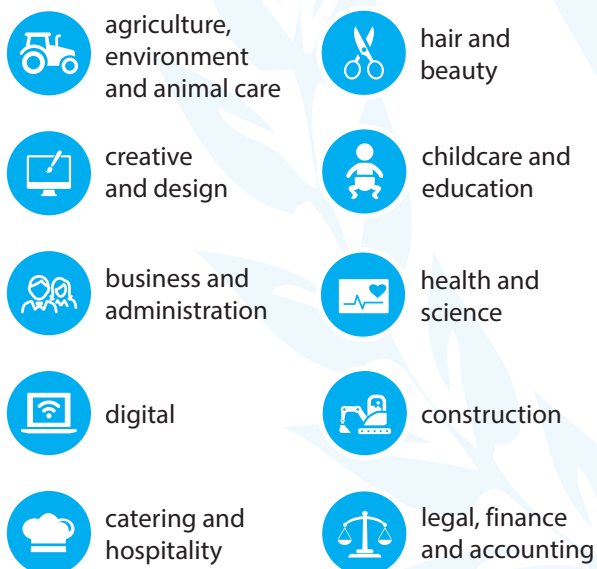 agriculture,
environment
and animal care
hair and
beauty
creative
and design
childcare and
education
business and
administration
health and
science
digital
construction
catering and
hospitality
legal, finance
and accounting